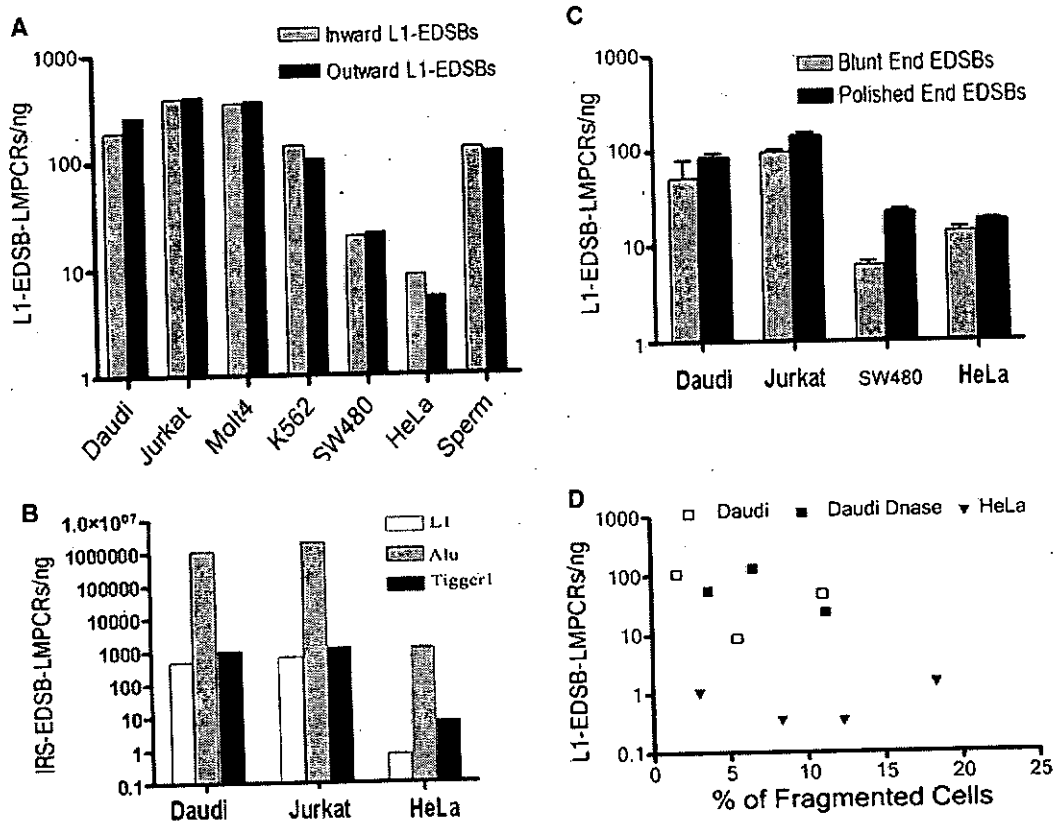 A
Inward L1-EDSBs
Outward L1-EDSBs
L1-EDSB-LMPCRs/ng
1000
100
10
1
Daudi
Jurkat
Molt4
K562
SW480
HeLa
Sperm
C
Blunt End EDSBs
Polished End EDSBs
L1-EDSB-LMPCRs/ng
1000
100
10
1
Daudi
Jurkat
SW480
HeLa
B
L1
Alu
Tigger1
IRS-EDSB-LMPCRs/ng
1.0×10⁰⁷
1000000
100000
10000
1000
100
10
1
0.1
Daudi
Jurkat
HeLa
D
Daudi
Daudi Dnase
HeLa
L1-EDSB-LMPCRs/ng
1000
100
10
1
0.1
0 5 10 15 20 25
% of Fragmented Cells